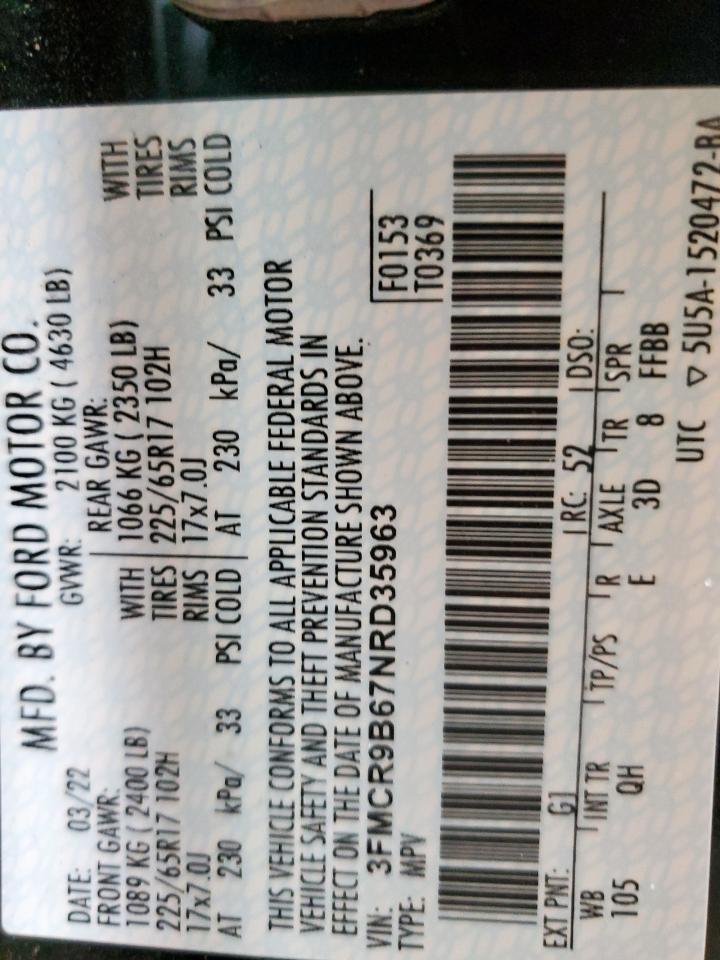 MFD. BY FORD MOTOR CO.
DATE: 03/22 GVWR: 2100 KG ( 4630 LB)
FRONT GAWR: REAR GAWR:
1089 KG ( 2400 LB) WITH 1066 KG ( 2350 LB) WITH
225/65R17 102H TIRES 225/65R17 102H TIRES
17x7.0J RIMS 17x7.0J RIMS
AT 230 kPa/ 33 PSI COLD AT 230 kPa/ 33 PSI COLD
THIS VEHICLE CONFORMS TO ALL APPLICABLE FEDERAL MOTOR
VEHICLE SAFETY AND THEFT PREVENTION STANDARDS IN
EFFECT ON THE DATE OF MANUFACTURE SHOWN ABOVE.
VIN: 3FMCR9B67NRD35963 F0153
TYPE: MPV T0369
EXT PNT: G1 RC: 52 DSO:
WB INT TR TP/PS R AXLE TR SPR
105 QH E 3D 8 FFBB
UTC ▽ 5U5A-1520472-BA